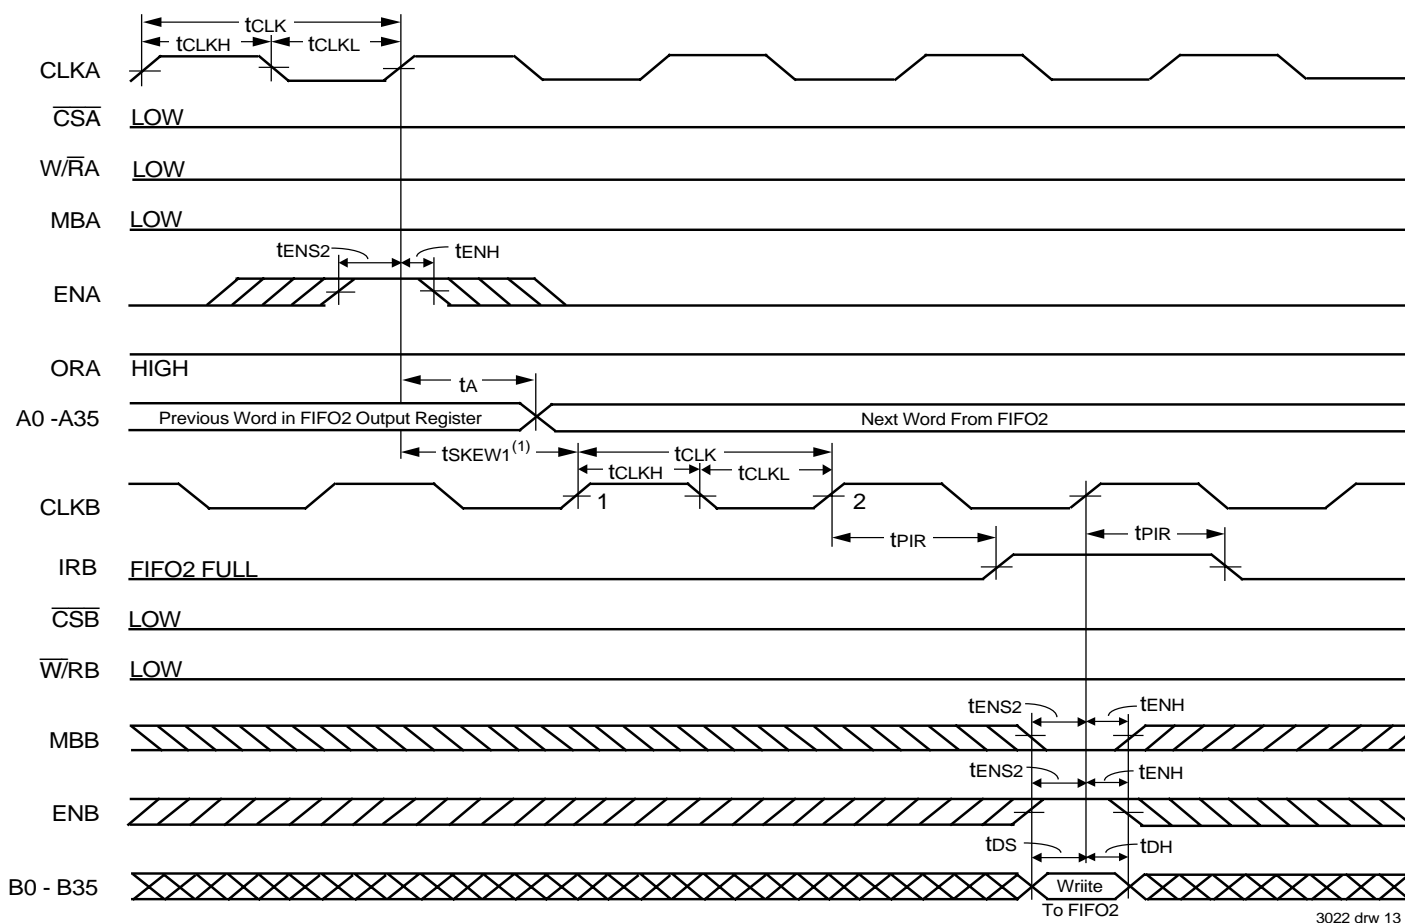 tCLK
tCLKH tCLKL
CLKA
CSA LOW
W/RA LOW
MBA LOW
tENS2 tENH
ENA
ORA HIGH
tA
A0 -A35 Previous Word in FIFO2 Output Register Next Word From FIFO2
tSKEW1(1) tCLK
tCLKH tCLKL
CLKB 1 2
tPIR tPIR
IRB FIFO2 FULL
CSB LOW
W/RB LOW
tENS2 tENH
MBB
tENS2 tENH
ENB
tDS tDH
B0 - B35 Wriite
To FIFO2
3022 drw 13